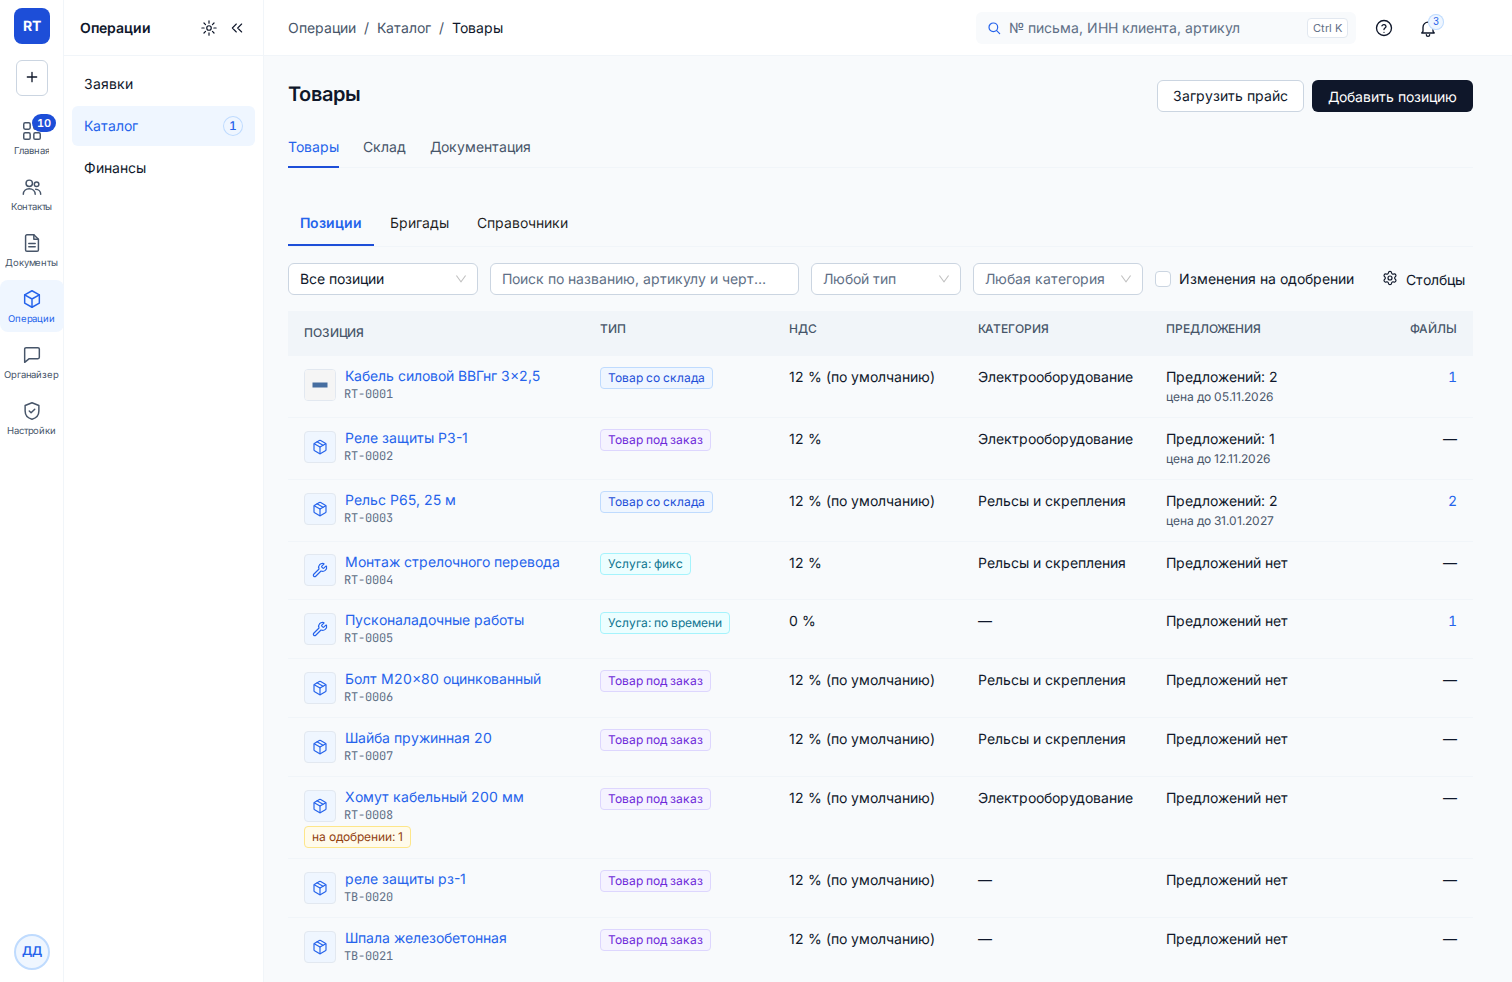 RT
Операции
Операции / Каталог / Товары
№ письма, ИНН клиента, артикул
Ctrl K
3
10
Главная
Контакты
Документы
Операции
Органайзер
Настройки
ДД
Заявки
Каталог 1
Финансы
Товары
Загрузить прайс
Добавить позицию
Товары Склад Документация
Позиции Бригады Справочники
Все позиции
Поиск по названию, артикулу и черт...
Любой тип
Любая категория
Изменения на одобрении
Столбцы
ПОЗИЦИЯ ТИП НДС КАТЕГОРИЯ ПРЕДЛОЖЕНИЯ ФАЙЛЫ
Кабель силовой ВВГнг 3×2,5 Товар со склада 12 % (по умолчанию) Электрооборудование Предложений: 2 1
RT-0001 цена до 05.11.2026
Реле защиты РЗ-1 Товар под заказ 12 % Электрооборудование Предложений: 1 —
RT-0002 цена до 12.11.2026
Рельс Р65, 25 м Товар со склада 12 % (по умолчанию) Рельсы и скрепления Предложений: 2 2
RT-0003 цена до 31.01.2027
Монтаж стрелочного перевода Услуга: фикс 12 % Рельсы и скрепления Предложений нет —
RT-0004
Пусконаладочные работы Услуга: по времени 0 % — Предложений нет 1
RT-0005
Болт М20×80 оцинкованный Товар под заказ 12 % (по умолчанию) Рельсы и скрепления Предложений нет —
RT-0006
Шайба пружинная 20 Товар под заказ 12 % (по умолчанию) Рельсы и скрепления Предложений нет —
RT-0007
Хомут кабельный 200 мм Товар под заказ 12 % (по умолчанию) Электрооборудование Предложений нет —
RT-0008
на одобрении: 1
реле защиты рз-1 Товар под заказ 12 % (по умолчанию) — Предложений нет —
TB-0020
Шпала железобетонная Товар под заказ 12 % (по умолчанию) — Предложений нет —
TB-0021